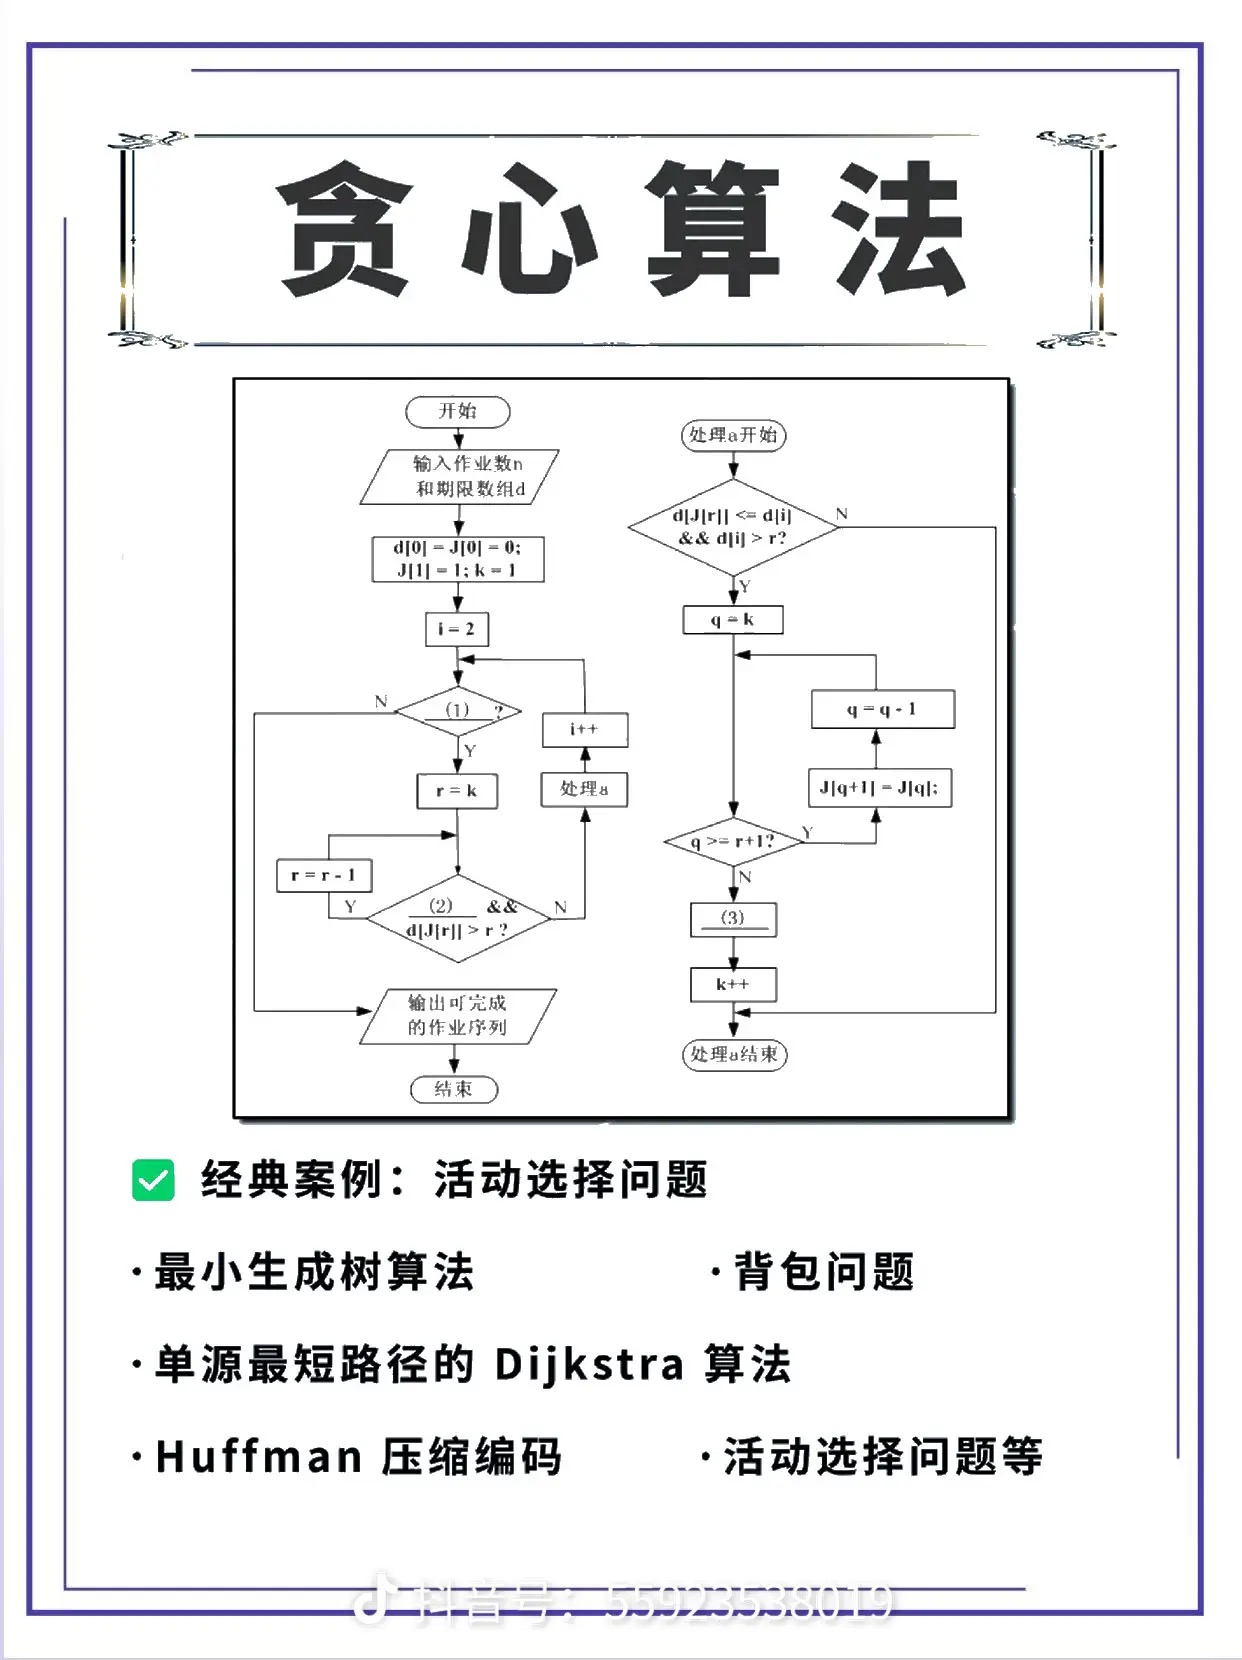 贪心算法
开始
输入作业数n
和期限数组d
d[0] = J[0] = 0;
J[1] = 1; k = 1
i = 2
(1) ?
N
Y
i++
处理a
r = k
r = r - 1
(2) &&
d[J[r]] > r ?
Y
N
输出可完成
的作业序列
结束
处理a开始
d[J[r]] <= d[i]
&& d[i] > r?
N
Y
q = k
q = q - 1
J[q+1] = J[q];
q >= r+1?
Y
N
(3)
k++
处理a结束
经典案例：活动选择问题
·最小生成树算法 ·背包问题
·单源最短路径的 Dijkstra 算法
·Huffman 压缩编码 ·活动选择问题等
抖音号：55923538019